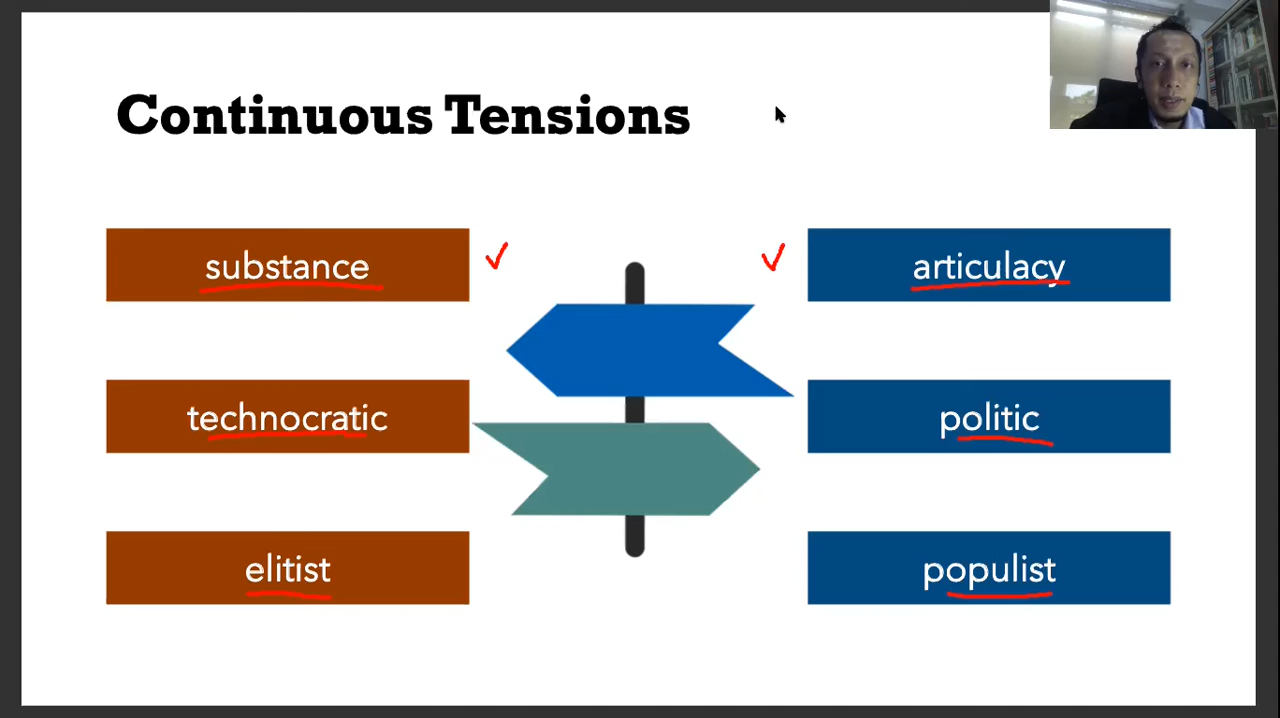 Continuous Tensions
substance
articulacy
technocratic
politic
elitist
populist